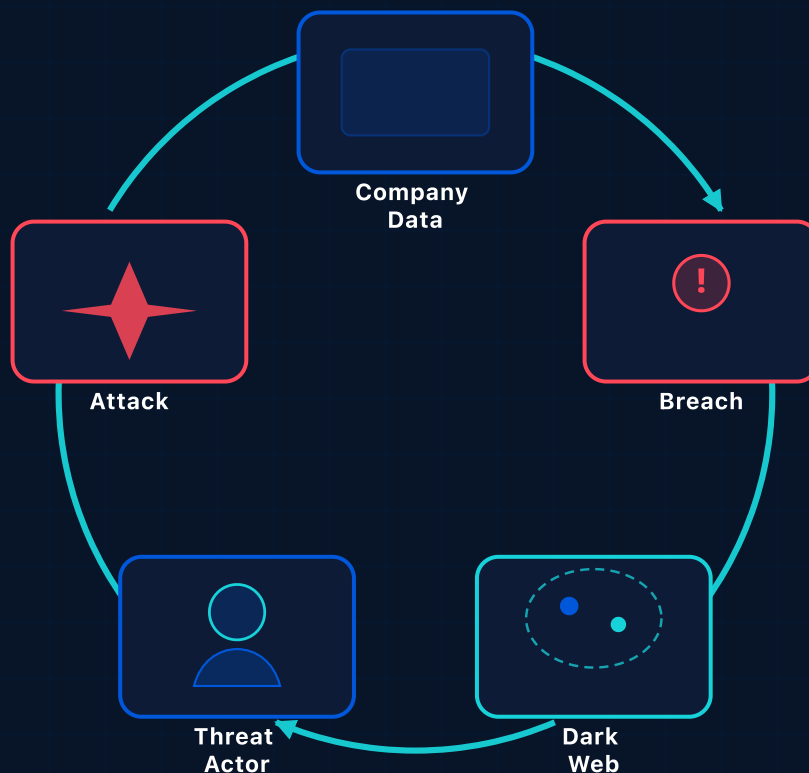 Company
Data
!
Attack
Breach
Threat
Actor
Dark
Web